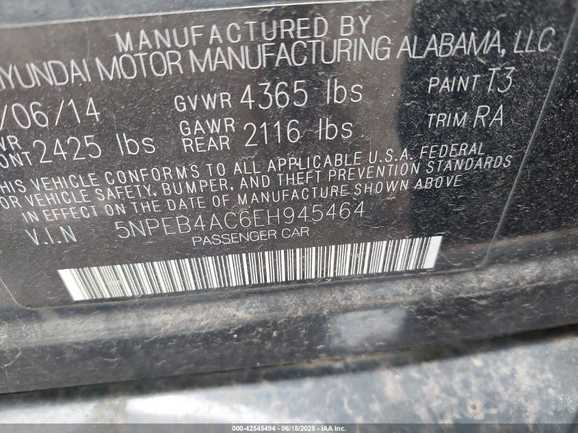 MANUFACTURED BY
HYUNDAI MOTOR MANUFACTURING ALABAMA, LLC
/06/14 GVWR 4365 lbs PAINT T3
2425 lbs GAWR REAR 2116 lbs TRIM RA
THIS VEHICLE CONFORMS TO ALL APPLICABLE U.S.A. FEDERAL
OR VEHICLE SAFETY, BUMPER, AND THEFT PREVENTION STANDARDS
EFFECT ON THE DATE OF MANUFACTURE SHOWN ABOVE
V.I.N 5NPEB4AC6EH945464
PASSENGER CAR
000-42545494 - 06/18/2025 - IAA Inc.